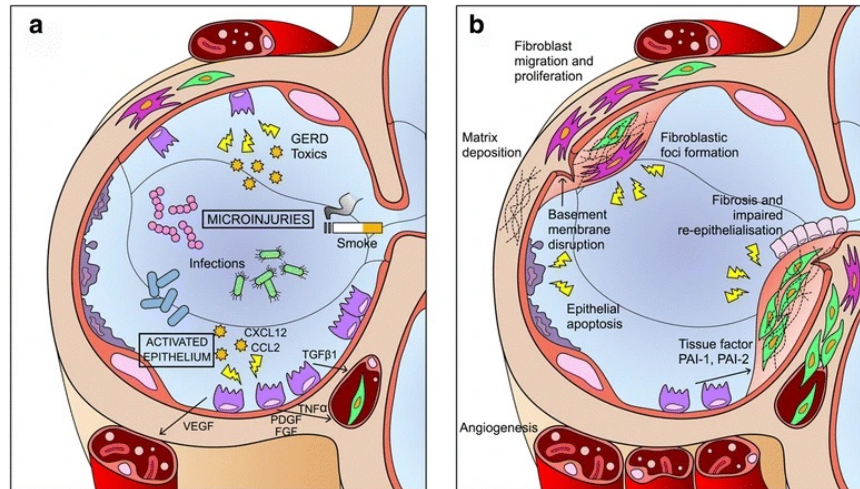 a
GERD
Toxics
MICROINJURIES
Smoke
Infections
ACTIVATED
EPITHELIUM
CXCL12
CCL2
TGFβ1
VEGF
TNFα
PDGF
FGF
b
Fibroblast
migration and
proliferation
Matrix
deposition
Fibroblastic
foci formation
Basement
membrane
disruption
Fibrosis and
impaired
re-epithelialisation
Epithelial
apoptosis
Tissue factor
PAI-1, PAI-2
Angiogenesis